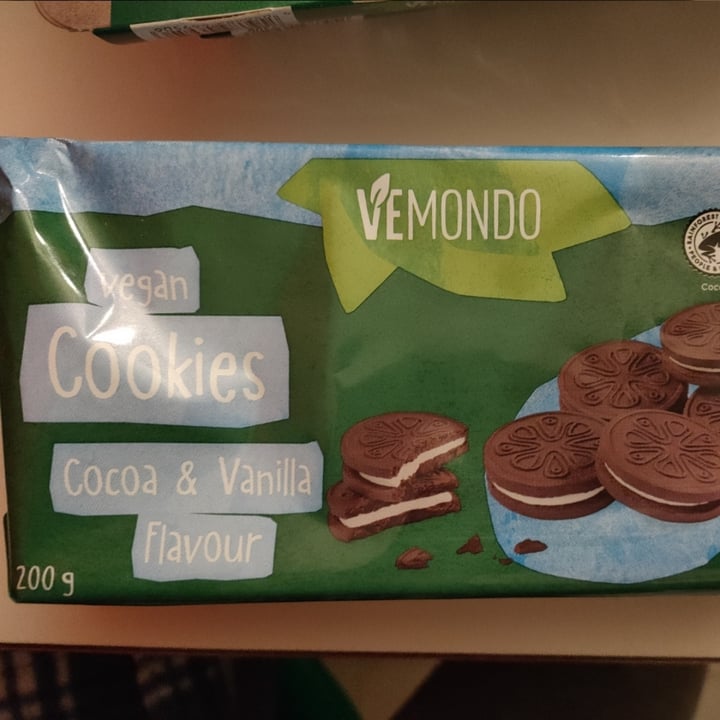 VEMONDO
vegan
Cookies
Cocoa & Vanilla
Flavour
200 g